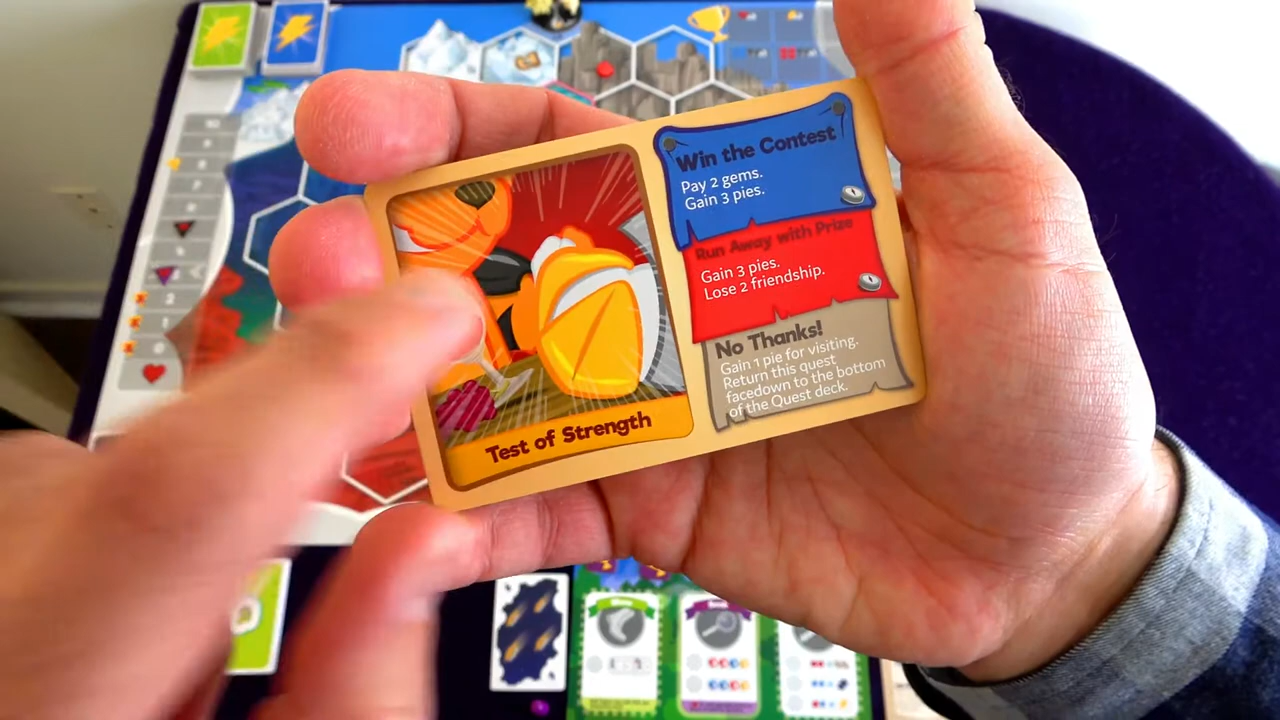 Win the Contest
Pay 2 gems.
Gain 3 pies.
Run Away with Prize
Gain 3 pies.
Lose 2 friendship.
No Thanks!
Gain 1 pie for visiting.
Return this quest
facedown to the bottom
of the Quest deck.
Test of Strength